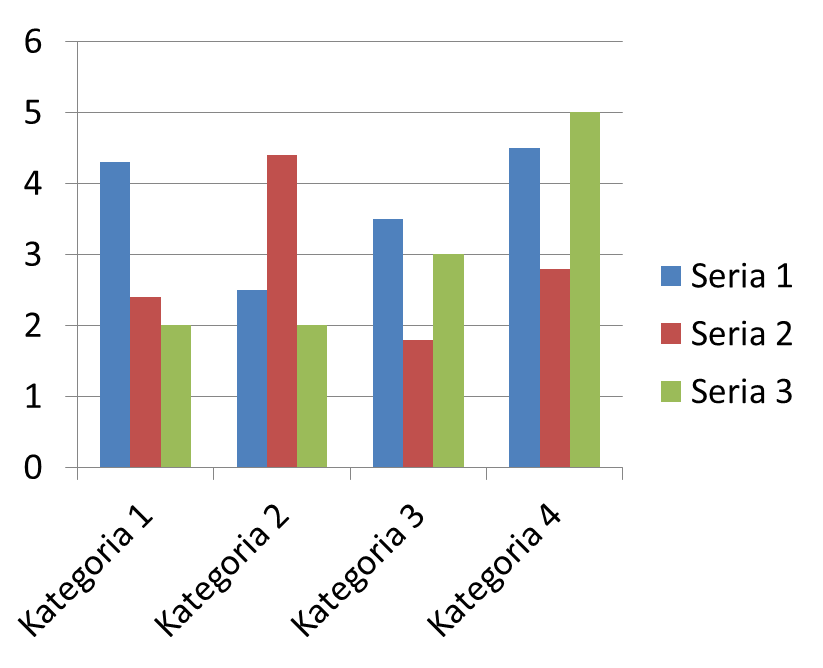 6
5
4
3
2
1
0
Kategoria 1
Kategoria 2
Kategoria 3
Kategoria 4
Seria 1
Seria 2
Seria 3